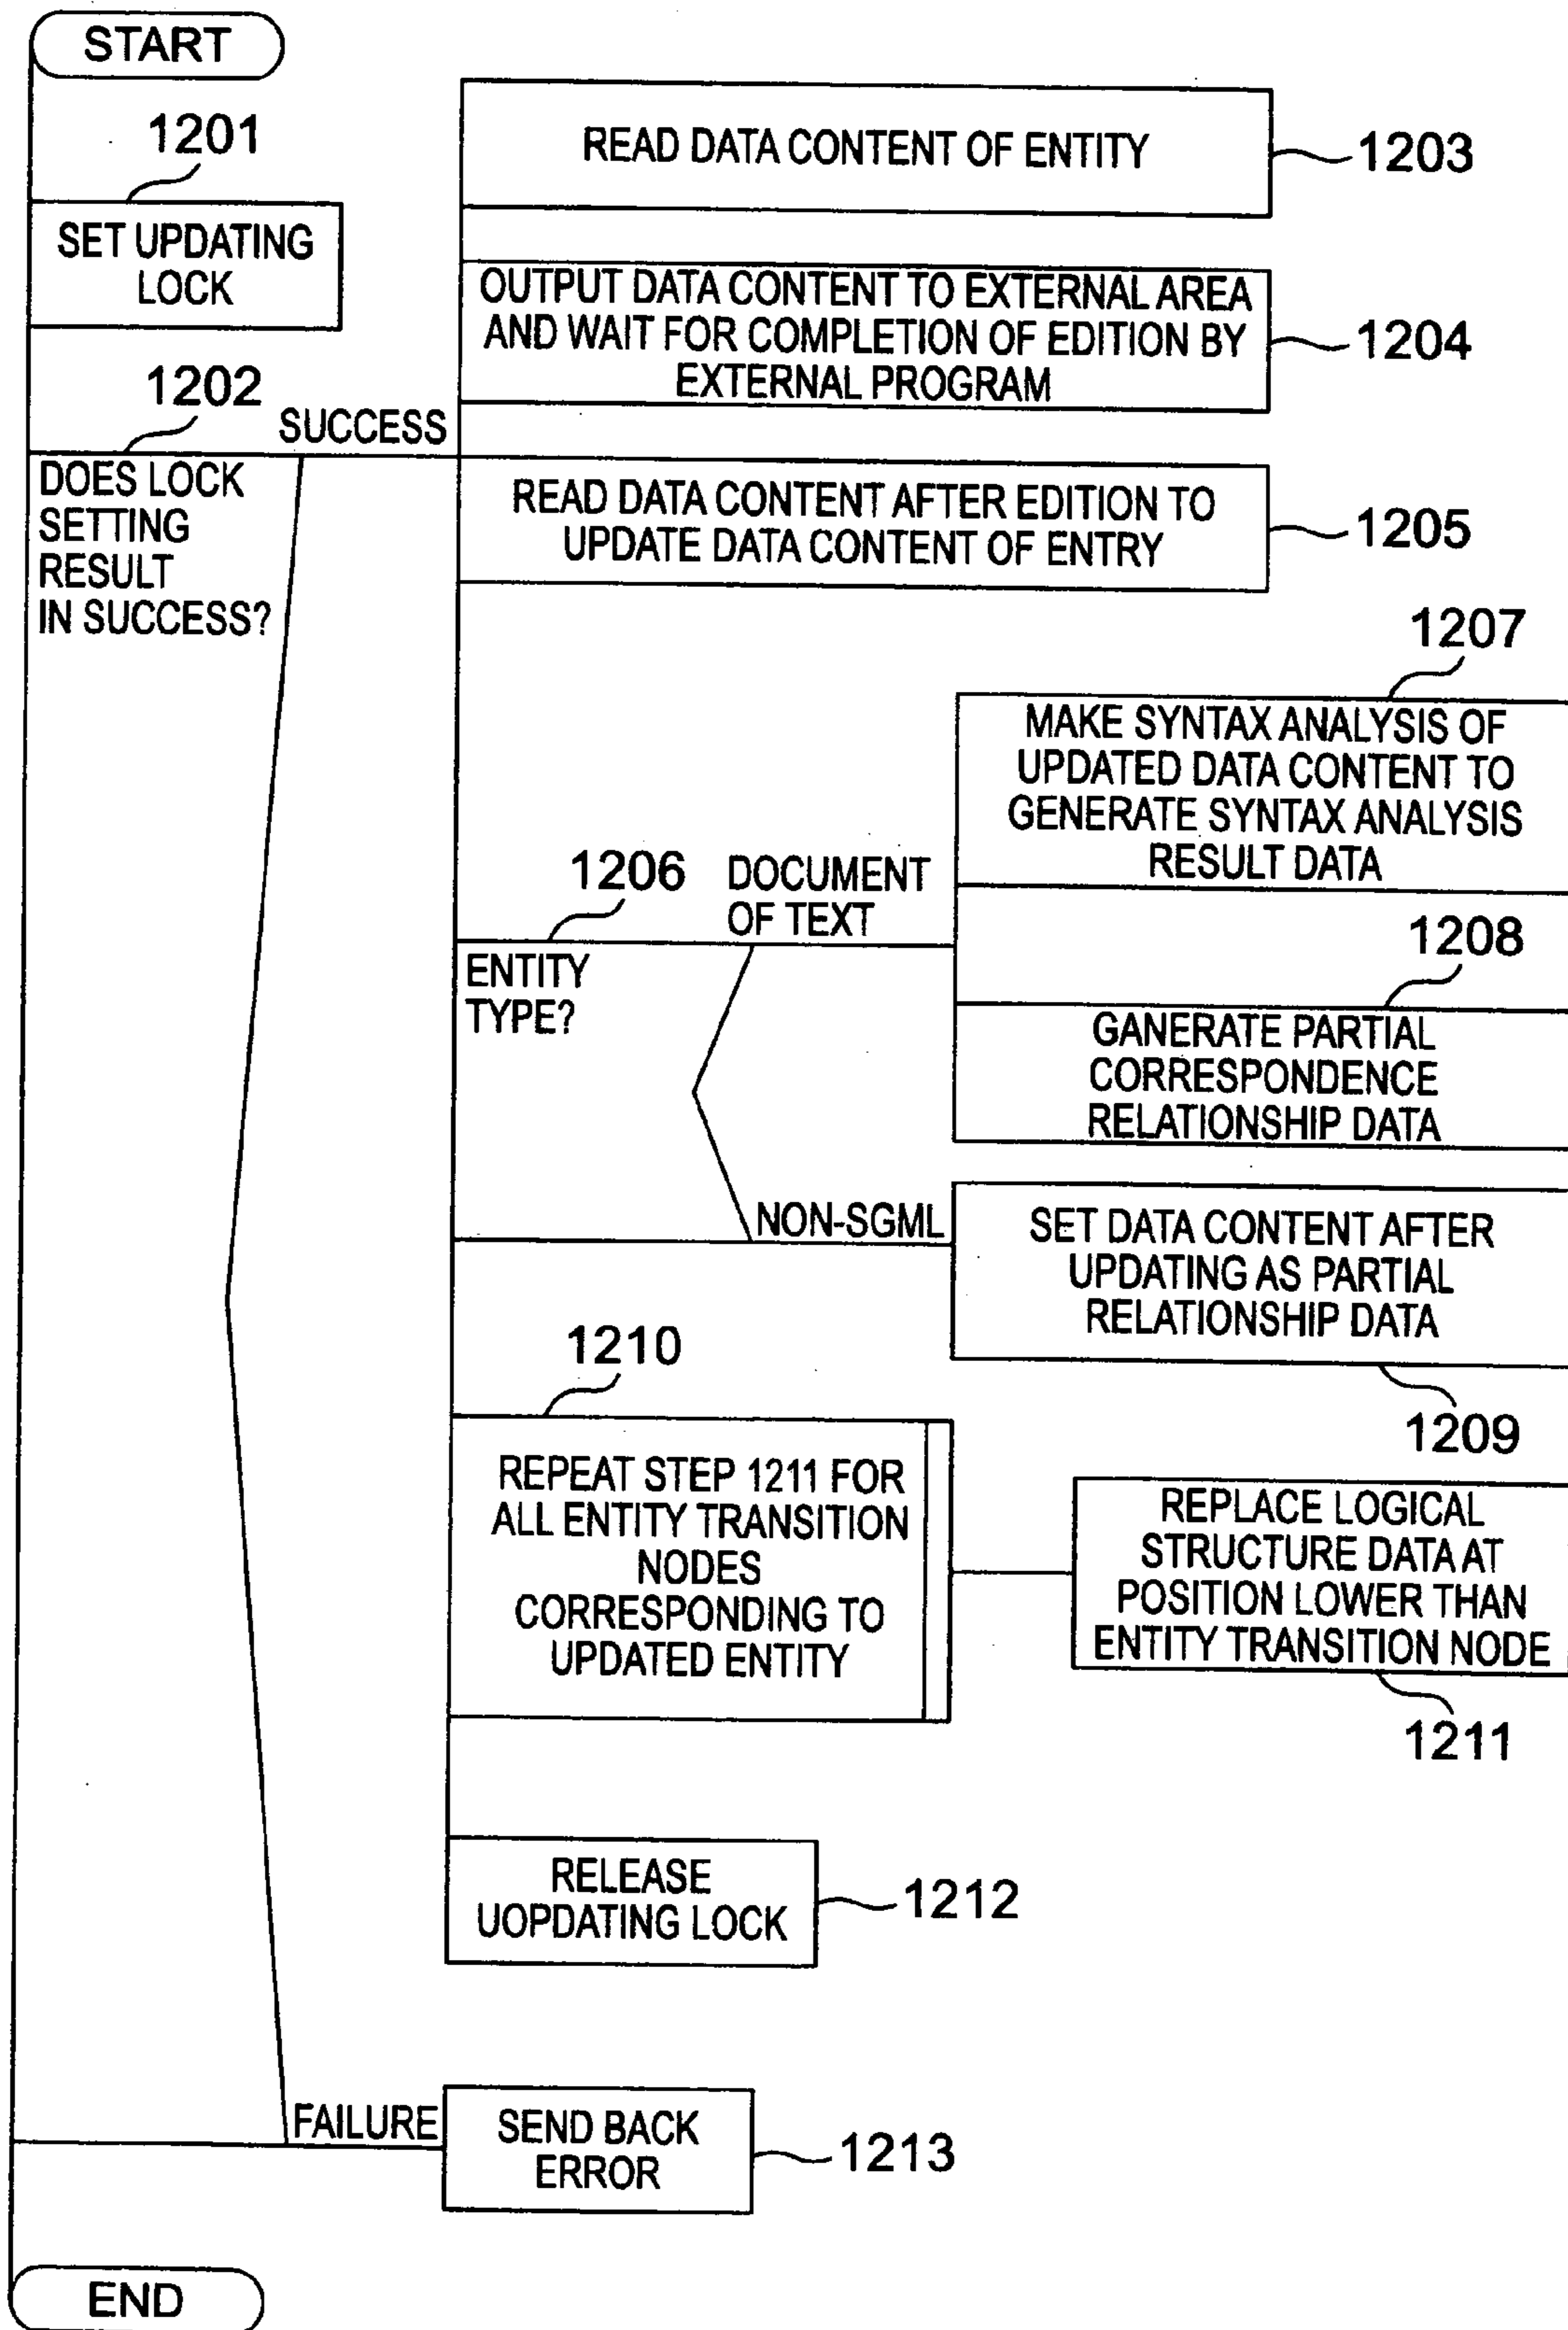 START
1201
SET UPDATING
LOCK
1202
SUCCESS
DOES LOCK
SETTING
RESULT
IN SUCCESS?
READ DATA CONTENT OF ENTITY
1203
OUTPUT DATA CONTENT TO EXTERNAL AREA
AND WAIT FOR COMPLETION OF EDITION BY
EXTERNAL PROGRAM
1204
READ DATA CONTENT AFTER EDITION TO
UPDATE DATA CONTENT OF ENTRY
1205
1206
DOCUMENT
OF TEXT
ENTITY
TYPE?
1207
MAKE SYNTAX ANALYSIS OF
UPDATED DATA CONTENT TO
GENERATE SYNTAX ANALYSIS
RESULT DATA
1208
GANERATE PARTIAL
CORRESPONDENCE
RELATIONSHIP DATA
NON-SGML
SET DATA CONTENT AFTER
UPDATING AS PARTIAL
RELATIONSHIP DATA
1209
1210
REPEAT STEP 1211 FOR
ALL ENTITY TRANSITION
NODES
CORRESPONDING TO
UPDATED ENTITY
REPLACE LOGICAL
STRUCTURE DATA AT
POSITION LOWER THAN
ENTITY TRANSITION NODE
1211
RELEASE
UOPDATING LOCK
1212
FAILURE
SEND BACK
ERROR
1213
END